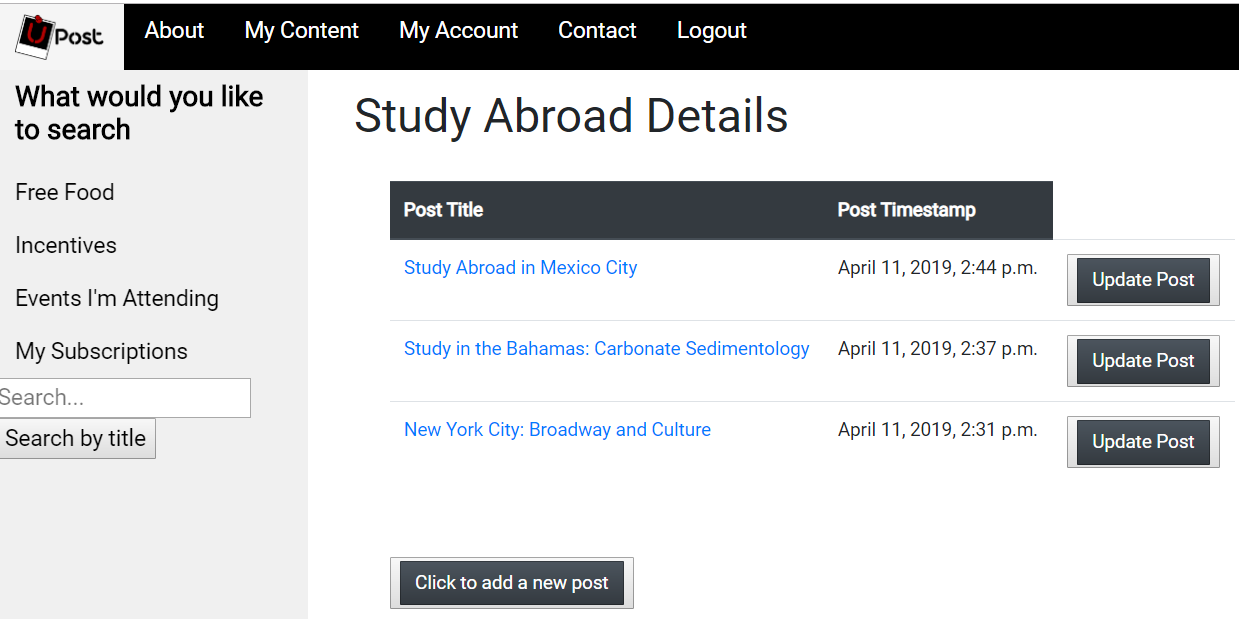 U Post About My Content My Account Contact Logout
What would you like
to search
Free Food
Incentives
Events I'm Attending
My Subscriptions
Search...
Search by title
Study Abroad Details
Post Title Post Timestamp
Study Abroad in Mexico City April 11, 2019, 2:44 p.m. Update Post
Study in the Bahamas: Carbonate Sedimentology April 11, 2019, 2:37 p.m. Update Post
New York City: Broadway and Culture April 11, 2019, 2:31 p.m. Update Post
Click to add a new post